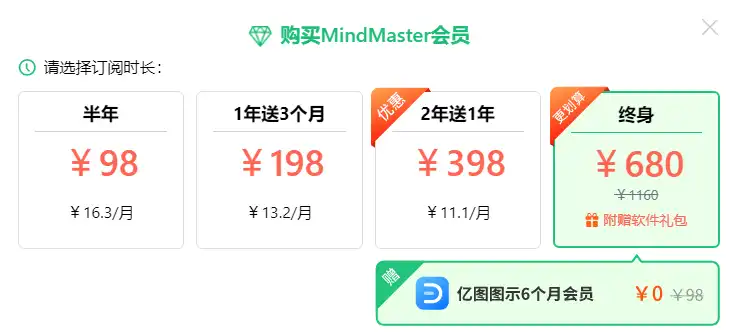 购买MindMaster会员
请选择订阅时长：
半年
￥98
￥16.3/月
1年送3个月
￥198
￥13.2/月
优惠
2年送1年
￥398
￥11.1/月
更划算
终身
￥680
￥1160
附赠软件礼包
赠
亿图图示6个月会员
￥0 ￥98